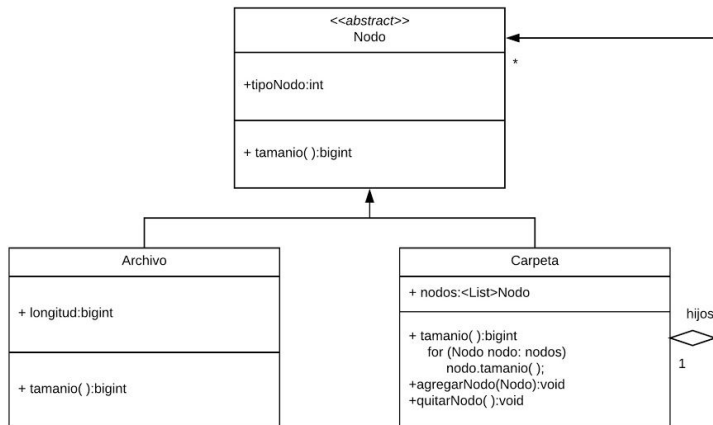 <<abstract>>
Nodo
*
+tipoNodo:int
+ tamanio( ):bigint
Archivo
+ longitud:bigint
+ tamanio( ):bigint
Carpeta
+ nodos:<List>Nodo
+ tamanio( ):bigint
for (Nodo nodo: nodos)
nodo.tamanio( );
+agregarNodo(Nodo):void
+quitarNodo( ):void
hijos
1